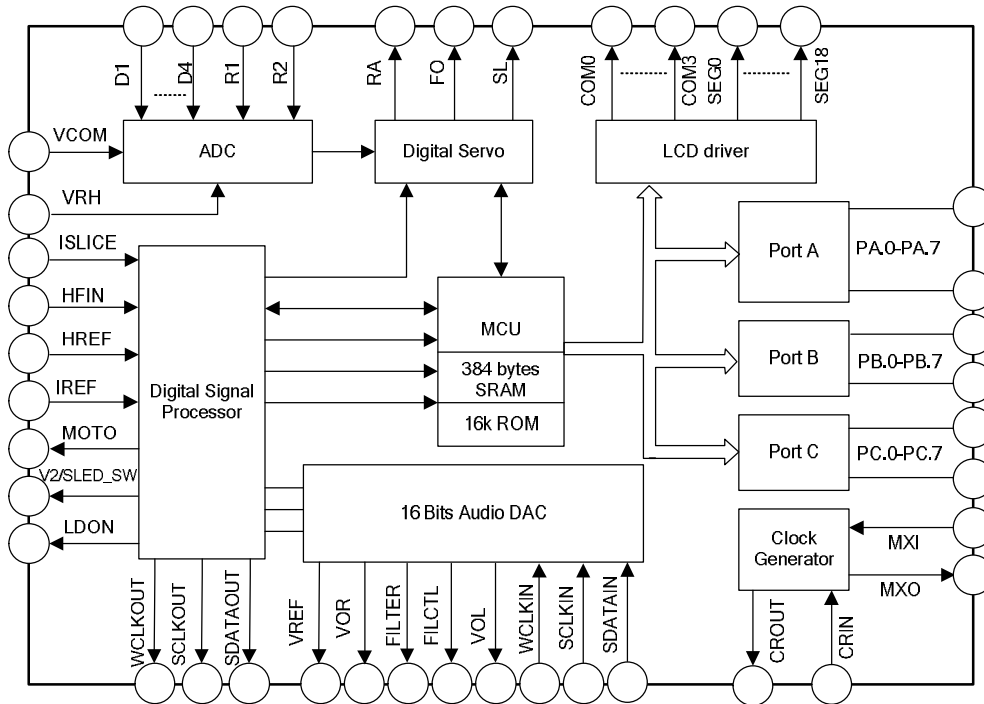 D1
D4
R1
R2
RA
FO
SL
COM0
COM3
SEG0
SEG18
VCOM
ADC
Digital Servo
LCD driver
VRH
ISLICE
HFIN
HREF
IREF
MOTO
V2/SLED_SW
LDON
Digital Signal
Processor
MCU
384 bytes
SRAM
16k ROM
Port A
PA.0-PA.7
Port B
PB.0-PB.7
Port C
PC.0-PC.7
16 Bits Audio DAC
Clock
Generator
MXI
MXO
WCLKOUT
SCLKOUT
SDATAOUT
VREF
VOR
FILTER
FILCTL
VOL
WCLKIN
SCLKIN
SDATAIN
CROUT
CRIN